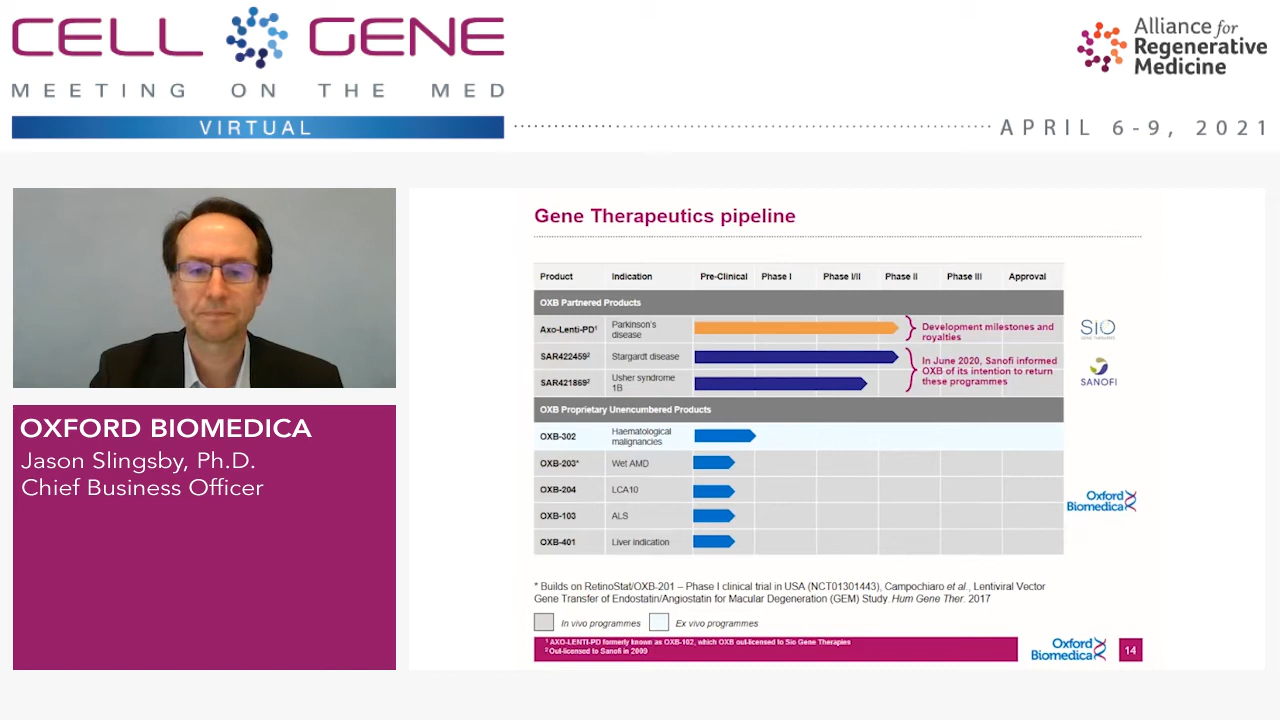 CELL GENE
MEETING ON THE MED
VIRTUAL
APRIL 6-9, 2021
Alliance for
Regenerative
Medicine
OXFORD BIOMEDICA
Jason Slingsby, Ph.D.
Chief Business Officer
Gene Therapeutics pipeline
Product Indication Pre-Clinical Phase I Phase I/II Phase II Phase III Approval
OXB Partnered Products
Axo-Lenti-PD¹ Parkinson's
disease
Development milestones and
royalties
SIO
GENE THERAPIES
SAR422459² Stargardt disease
SAR421869² Usher syndrome
1B
In June 2020, Sanofi informed
OXB of its intention to return
these programmes
SANOFI
OXB Proprietary Unencumbered Products
OXB-302 Haematological
malignancies
OXB-203* Wet AMD
OXB-204 LCA10
OXB-103 ALS
OXB-401 Liver indication
Oxford
Biomedica
* Builds on RetinoStat/OXB-201 – Phase I clinical trial in USA (NCT01301443), Campochiaro et al., Lentiviral Vector
Gene Transfer of Endostatin/Angiostatin for Macular Degeneration (GEM) Study. Hum Gene Ther. 2017
In vivo programmes Ex vivo programmes
¹ AXO-LENTI-PD formerly known as OXB-102, which OXB out-licensed to Sio Gene Therapies
² Out-licensed to Sanofi in 2009
Oxford
Biomedica
14